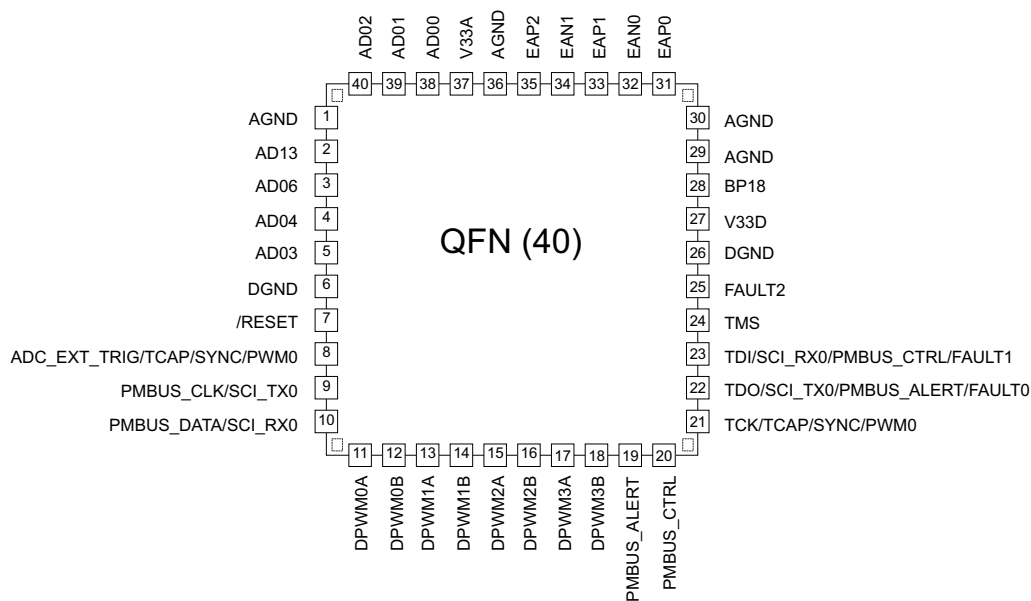 AD02
AD01
AD00
V33A
AGND
EAP2
EAN1
EAP1
EAN0
EAP0
40
39
38
37
36
35
34
33
32
31
AGND 1
AD13 2
AD06 3
AD04 4
AD03 5
DGND 6
/RESET 7
ADC_EXT_TRIG/TCAP/SYNC/PWM0 8
PMBUS_CLK/SCI_TX0 9
PMBUS_DATA/SCI_RX0 10
QFN (40)
30 AGND
29 AGND
28 BP18
27 V33D
26 DGND
25 FAULT2
24 TMS
23 TDI/SCI_RX0/PMBUS_CTRL/FAULT1
22 TDO/SCI_TX0/PMBUS_ALERT/FAULT0
21 TCK/TCAP/SYNC/PWM0
11
12
13
14
15
16
17
18
19
20
DPWM0A
DPWM0B
DPWM1A
DPWM1B
DPWM2A
DPWM2B
DPWM3A
DPWM3B
PMBUS_ALERT
PMBUS_CTRL